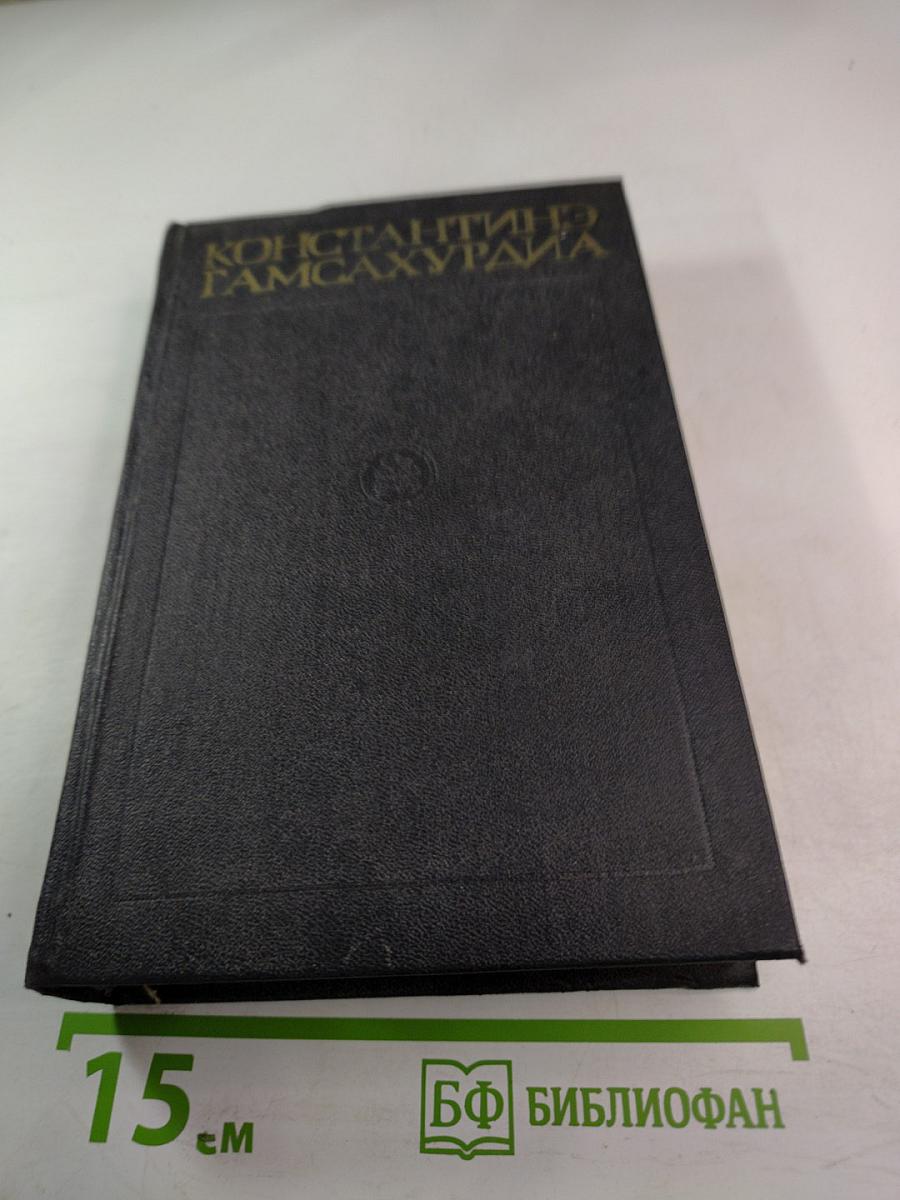 КОНСТАНТИНЭ
ГАМСАХУРДИА
15 см
БФ БИБЛИОФАН